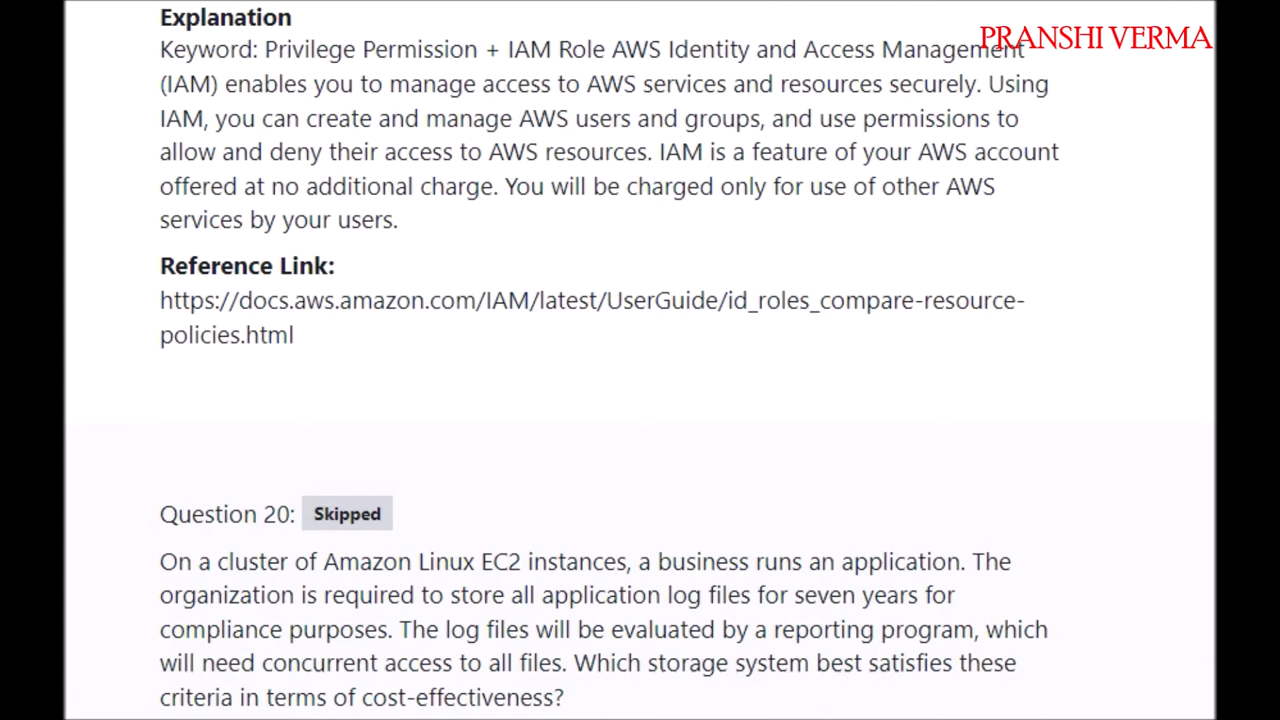 Explanation
PRANSHI VERMA
Keyword: Privilege Permission + IAM Role AWS Identity and Access Management
(IAM) enables you to manage access to AWS services and resources securely. Using
IAM, you can create and manage AWS users and groups, and use permissions to
allow and deny their access to AWS resources. IAM is a feature of your AWS account
offered at no additional charge. You will be charged only for use of other AWS
services by your users.
Reference Link:
https://docs.aws.amazon.com/IAM/latest/UserGuide/id_roles_compare-resource-
policies.html
Question 20: Skipped
On a cluster of Amazon Linux EC2 instances, a business runs an application. The
organization is required to store all application log files for seven years for
compliance purposes. The log files will be evaluated by a reporting program, which
will need concurrent access to all files. Which storage system best satisfies these
criteria in terms of cost-effectiveness?